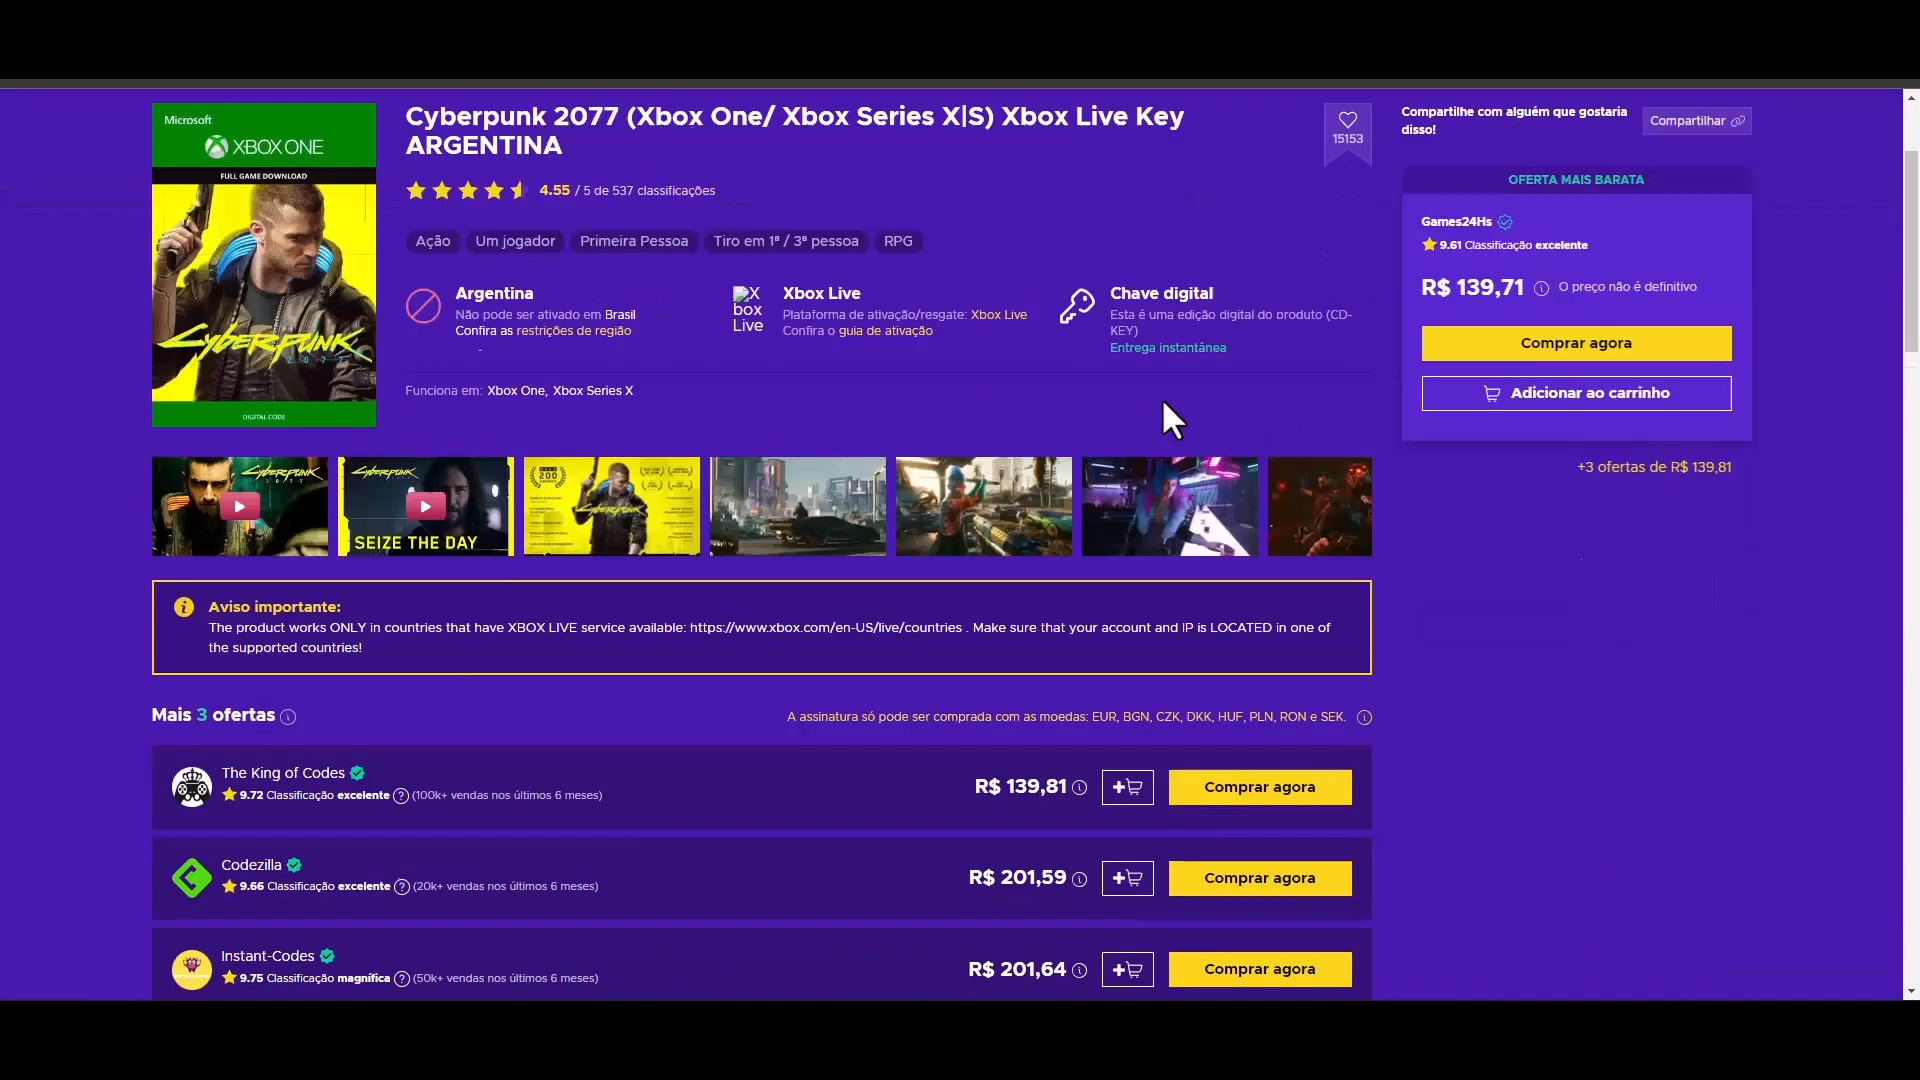 Microsoft
XBOX ONE
FULL GAME DOWNLOAD
CYBERPUNK
2077
DIGITAL CODE
Cyberpunk 2077 (Xbox One/ Xbox Series X|S) Xbox Live Key
ARGENTINA
15153
4.55 / 5 de 537 classificações
Ação
Um jogador
Primeira Pessoa
Tiro em 1ª / 3ª pessoa
RPG
Argentina
Não pode ser ativado em Brasil
Confira as restrições de região
X
box
Live
Xbox Live
Plataforma de ativação/resgate: Xbox Live
Confira o guia de ativação
Chave digital
Esta é uma edição digital do produto (CD-
KEY)
Entrega instantânea
Funciona em: Xbox One, Xbox Series X
Compartilhe com alguém que gostaria
disso!
Compartilhar
OFERTA MAIS BARATA
Games24Hs
9.61 Classificação excelente
R$ 139,71
O preço não é definitivo
Comprar agora
Adicionar ao carrinho
+3 ofertas de R$ 139,81
CYBERPUNK
2077
CYBERPUNK
2077
SEIZE THE DAY
200
CYBERPUNK
Aviso importante:
The product works ONLY in countries that have XBOX LIVE service available: https://www.xbox.com/en-US/live/countries . Make sure that your account and IP is LOCATED in one of
the supported countries!
Mais 3 ofertas
A assinatura só pode ser comprada com as moedas: EUR, BGN, CZK, DKK, HUF, PLN, RON e SEK.
The King of Codes
9.72 Classificação excelente ? (100k+ vendas nos últimos 6 meses)
R$ 139,81
Comprar agora
Codezilla
9.66 Classificação excelente ? (20k+ vendas nos últimos 6 meses)
R$ 201,59
Comprar agora
Instant-Codes
9.75 Classificação magnífica ? (50k+ vendas nos últimos 6 meses)
R$ 201,64
Comprar agora